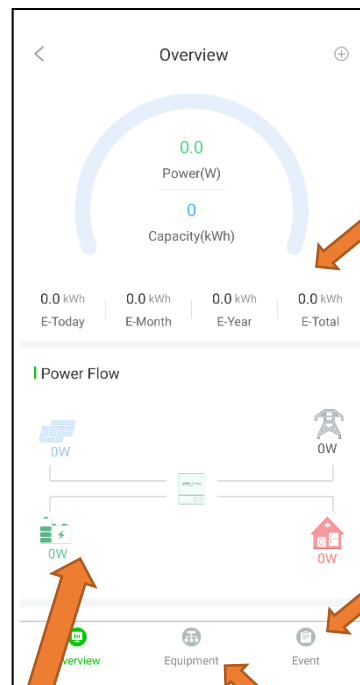 Overview
0.0
Power(W)
0
Capacity(kWh)
0.0 kWh 0.0 kWh 0.0 kWh 0.0 kWh
E-Today E-Month E-Year E-Total
Power Flow
0W 0W
0W 0W
Overview Equipment Event